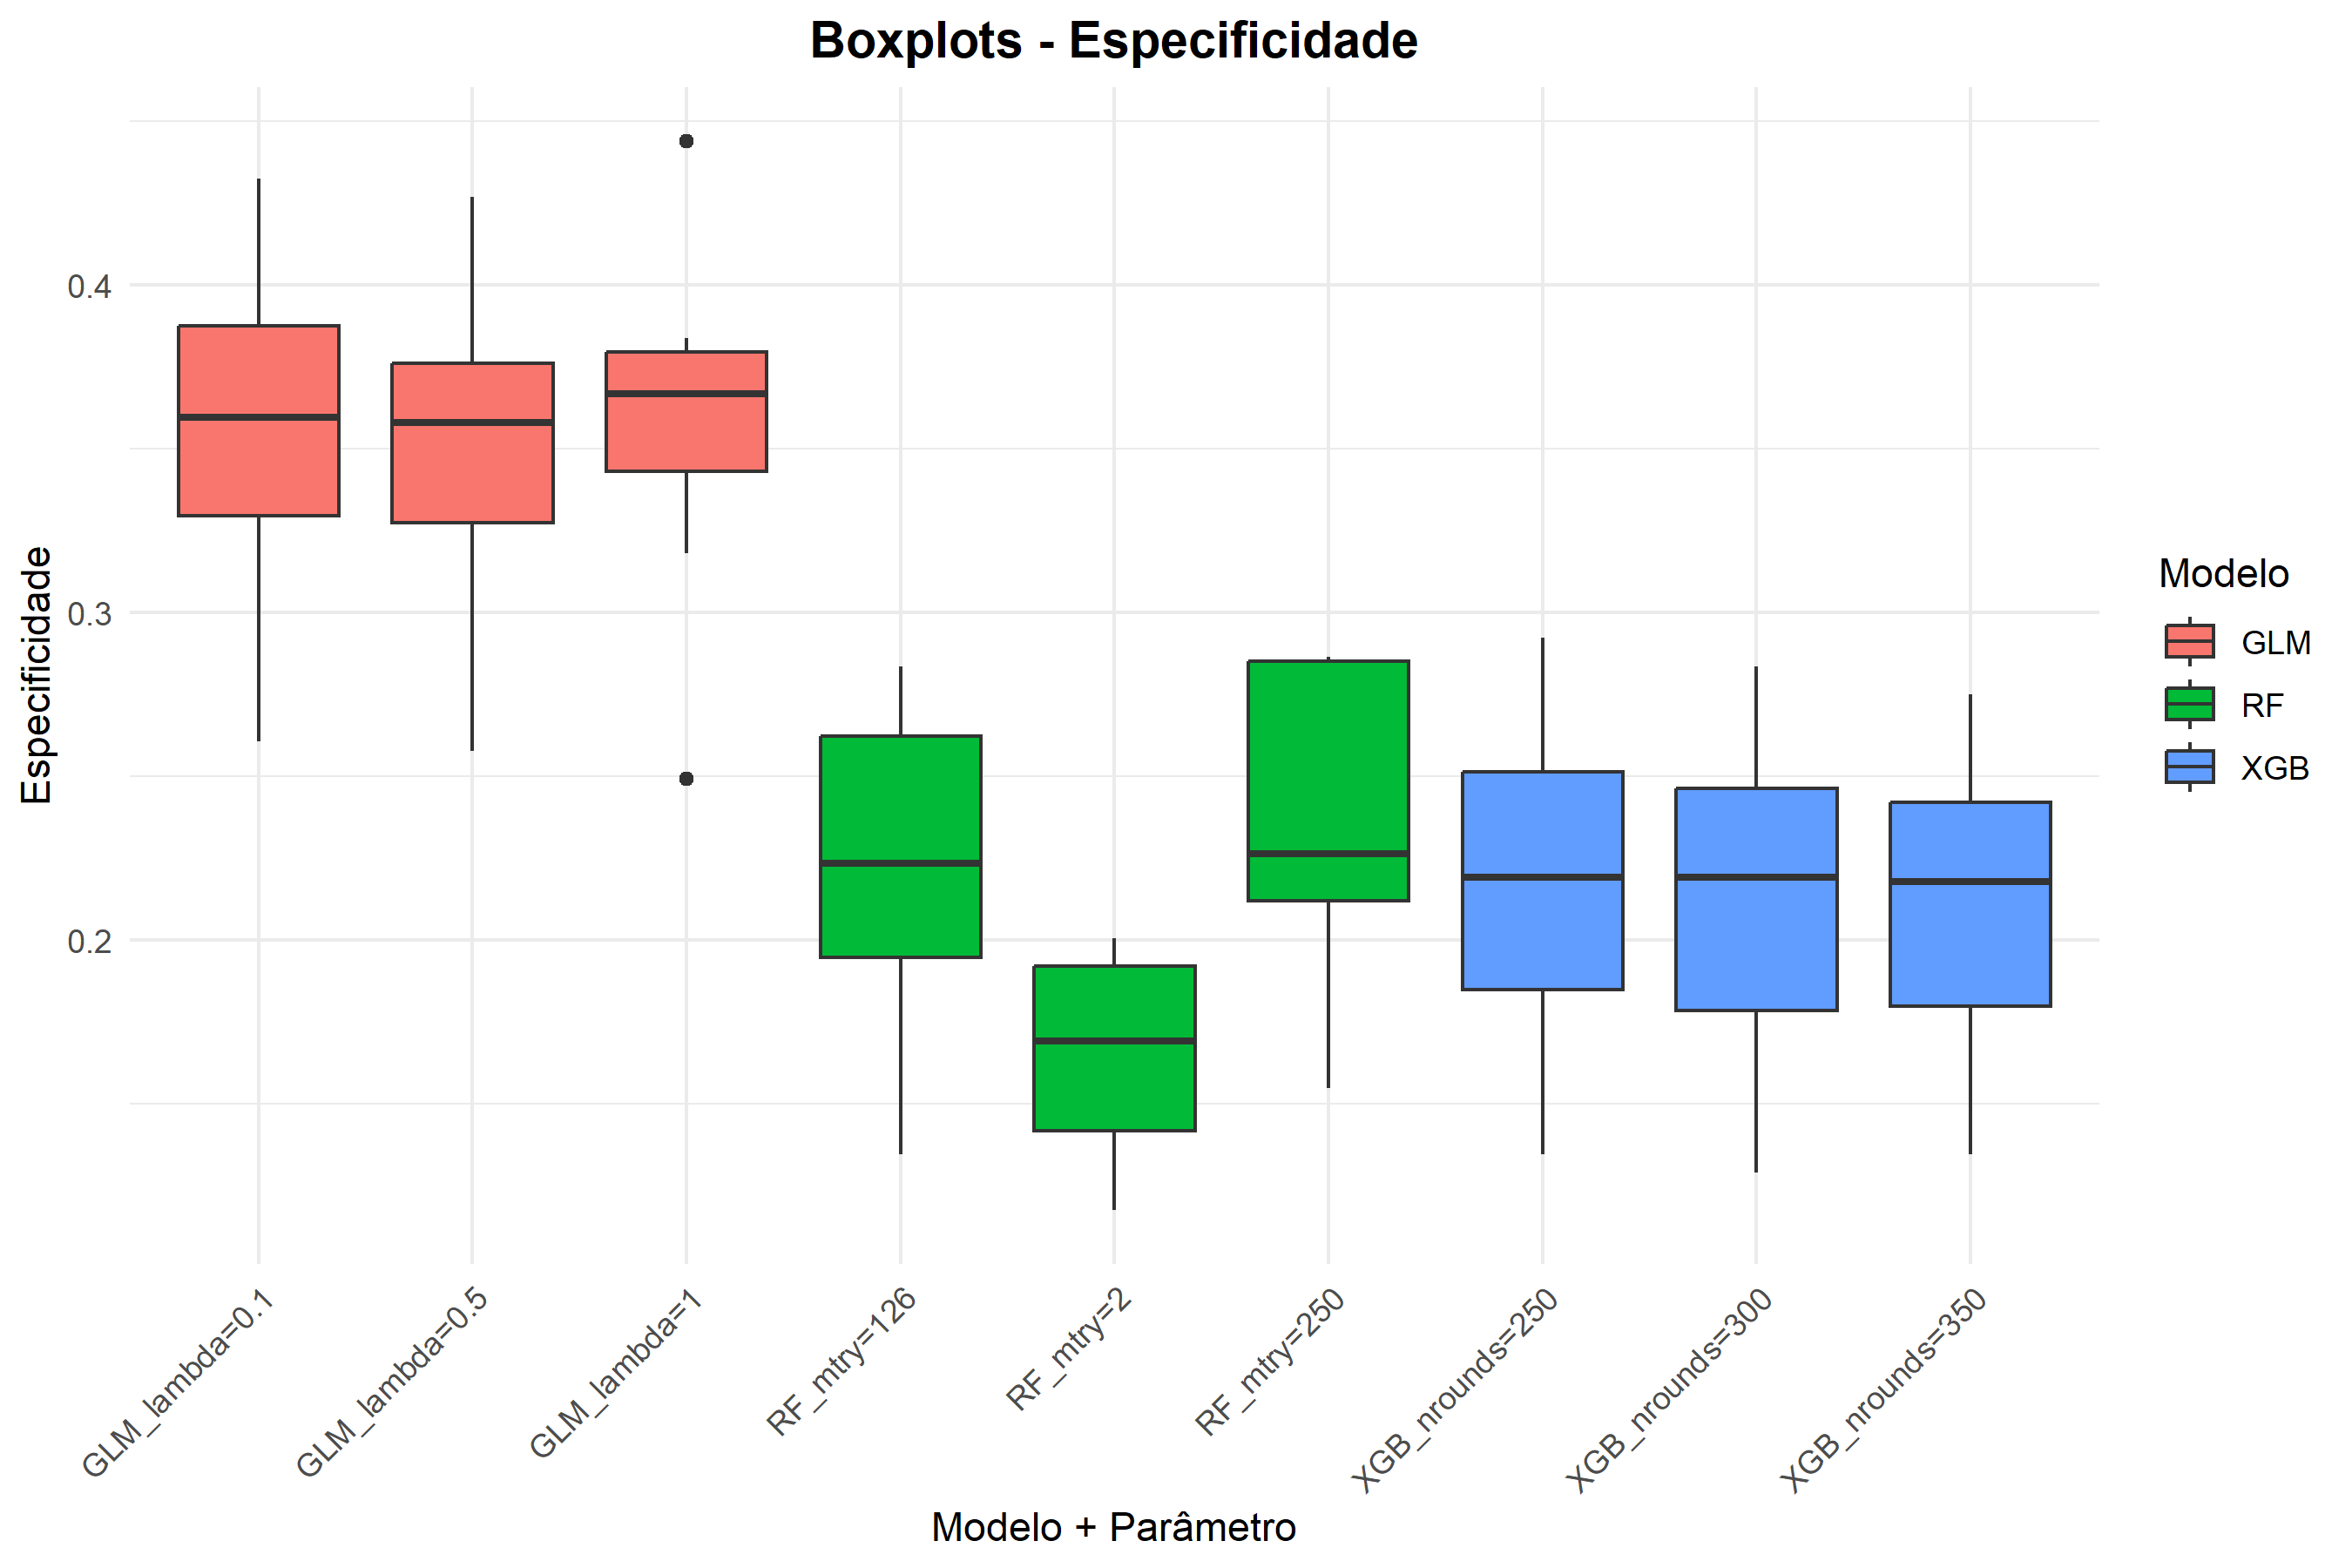 Boxplots - Especificidade
Especificidade
0.4
0.3
0.2
GLM_lambda=0.1
GLM_lambda=0.5
GLM_lambda=1
RF_mtry=126
RF_mtry=2
RF_mtry=250
XGB_nrounds=250
XGB_nrounds=300
XGB_nrounds=350
Modelo + Parâmetro
Modelo
GLM
RF
XGB